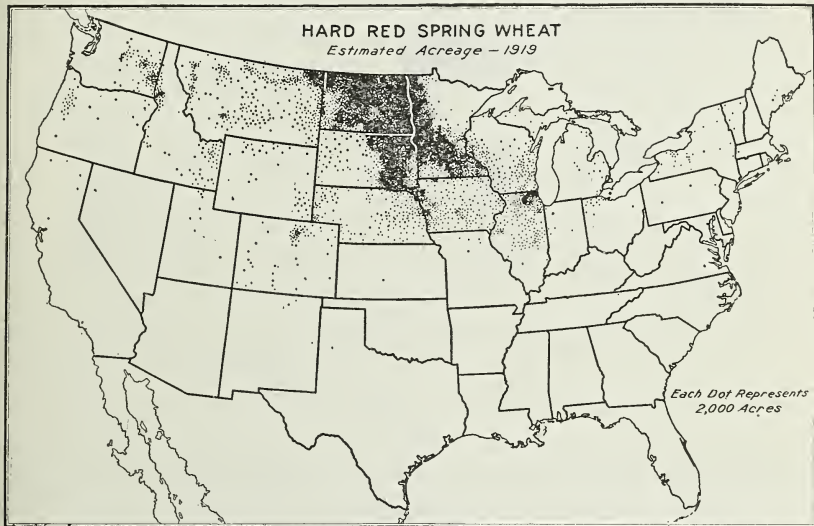 HARD RED SPRING WHEAT
Estimated Acreage – 1919
Each Dot Represents
2,000 Acres